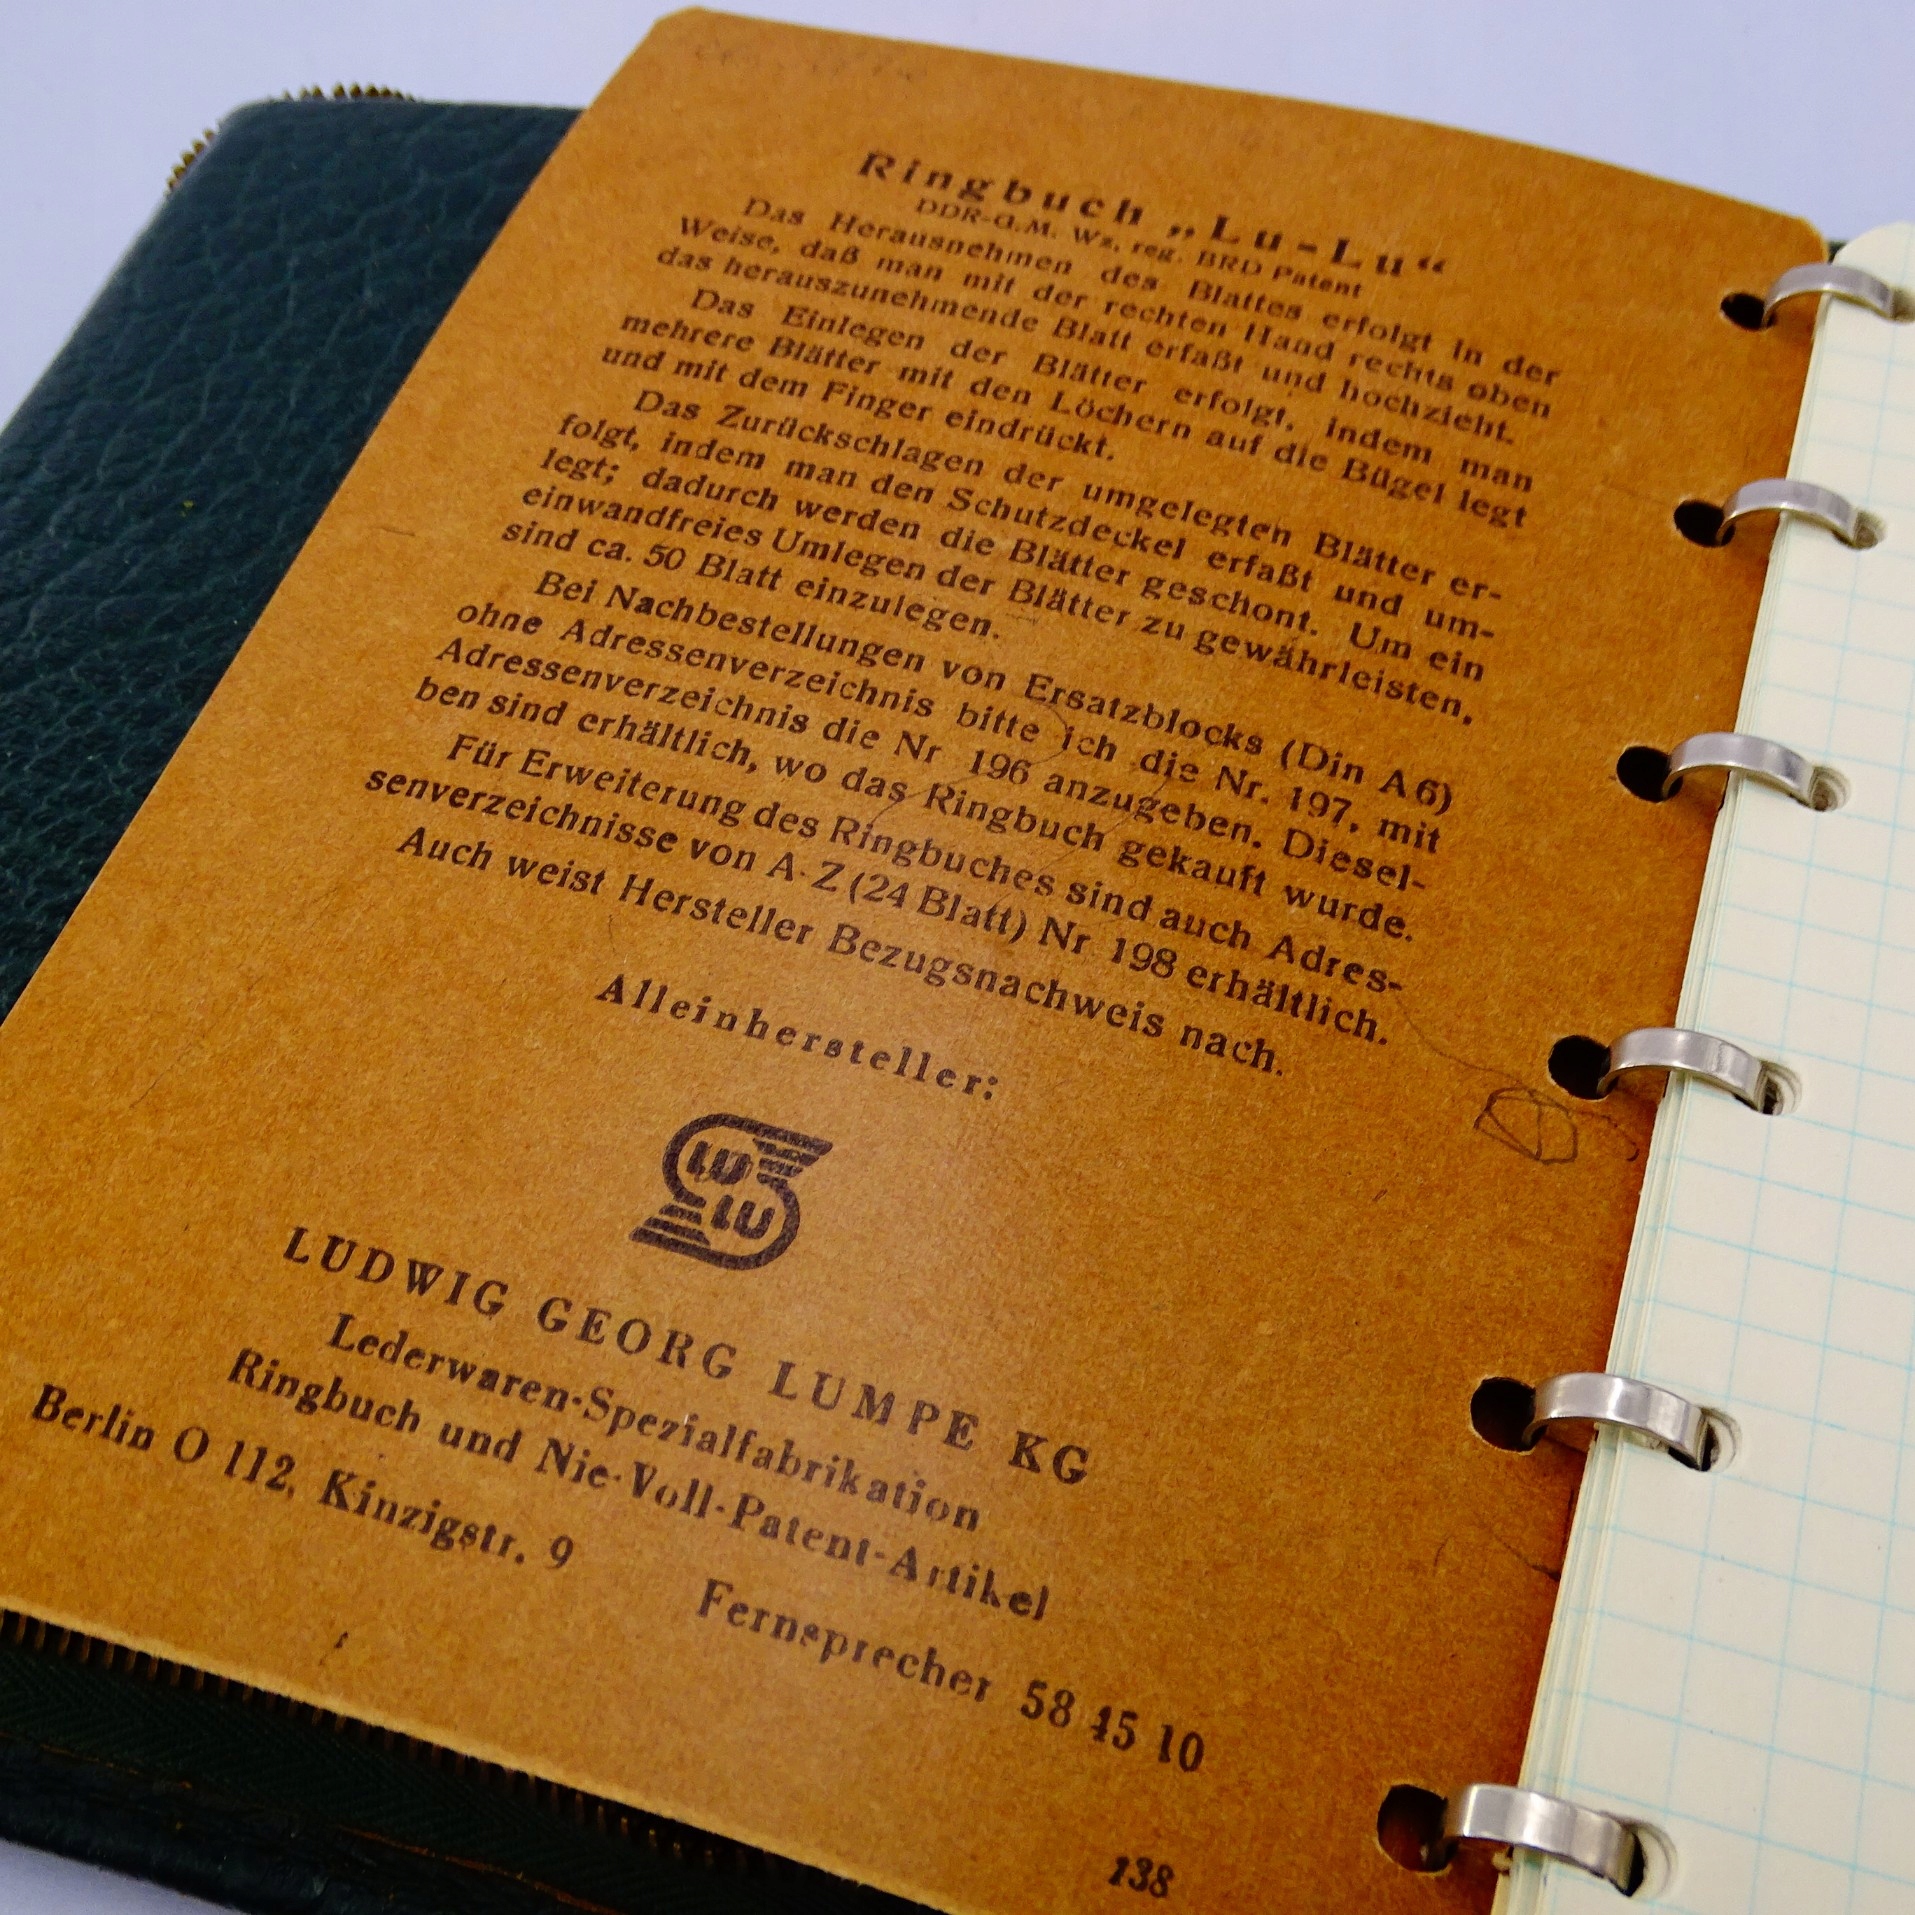 Ringbuch „Lu-Lu“
DDR-G.M. Wz. reg. BRD Patent
Das Herausnehmen des Blattes erfolgt in der
Weise, daß man mit der rechten Hand rechts oben
das herauszunehmende Blatt erfaßt und hochzieht.
Das Einlegen der Blätter erfolgt, indem man
mehrere Blätter mit den Löchern auf die Bügel legt
und mit dem Finger eindrückt.
Das Zurückschlagen der umgelegten Blätter er-
folgt, indem man den Schutzdeckel erfaßt und um-
legt; dadurch werden die Blätter geschont. Um ein
einwandfreies Umlegen der Blätter zu gewährleisten,
sind ca. 50 Blatt einzulegen.
Bei Nachbestellungen von Ersatzblocks (Din A6)
ohne Adressenverzeichnis bitte ich die Nr. 197, mit
Adressenverzeichnis die Nr 196 anzugeben. Diesel-
ben sind erhältlich, wo das Ringbuch gekauft wurde.
Für Erweiterung des Ringbuches sind auch Adres-
senverzeichnisse von A-Z (24 Blatt) Nr 198 erhältlich.
Auch weist Hersteller Bezugsnachweis nach.
Alleinhersteller:
LU
LU
LUDWIG GEORG LUMPE KG
Lederwaren-Spezialfabrikation
Ringbuch und Nie-Voll-Patent-Artikel
Berlin O 112, Kinzigstr. 9 Fernsprecher 58 45 10
138